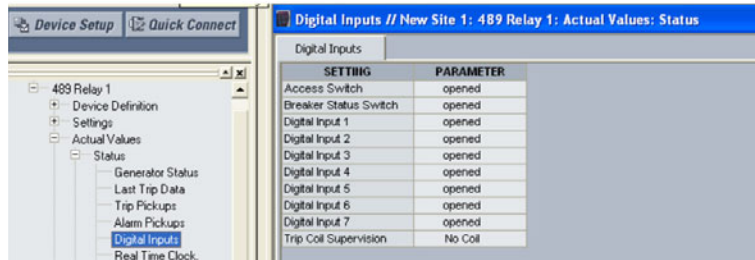 Device Setup
Quick Connect
489 Relay 1
Device Definition
Settings
Actual Values
Status
Generator Status
Last Trip Data
Trip Pickups
Alarm Pickups
Digital Inputs
Real Time Clock.
Digital Inputs // New Site 1: 489 Relay 1: Actual Values: Status
Digital Inputs
SETTING PARAMETER
Access Switch opened
Breaker Status Switch opened
Digital Input 1 opened
Digital Input 2 opened
Digital Input 3 opened
Digital Input 4 opened
Digital Input 5 opened
Digital Input 6 opened
Digital Input 7 opened
Trip Coil Supervision No Coil